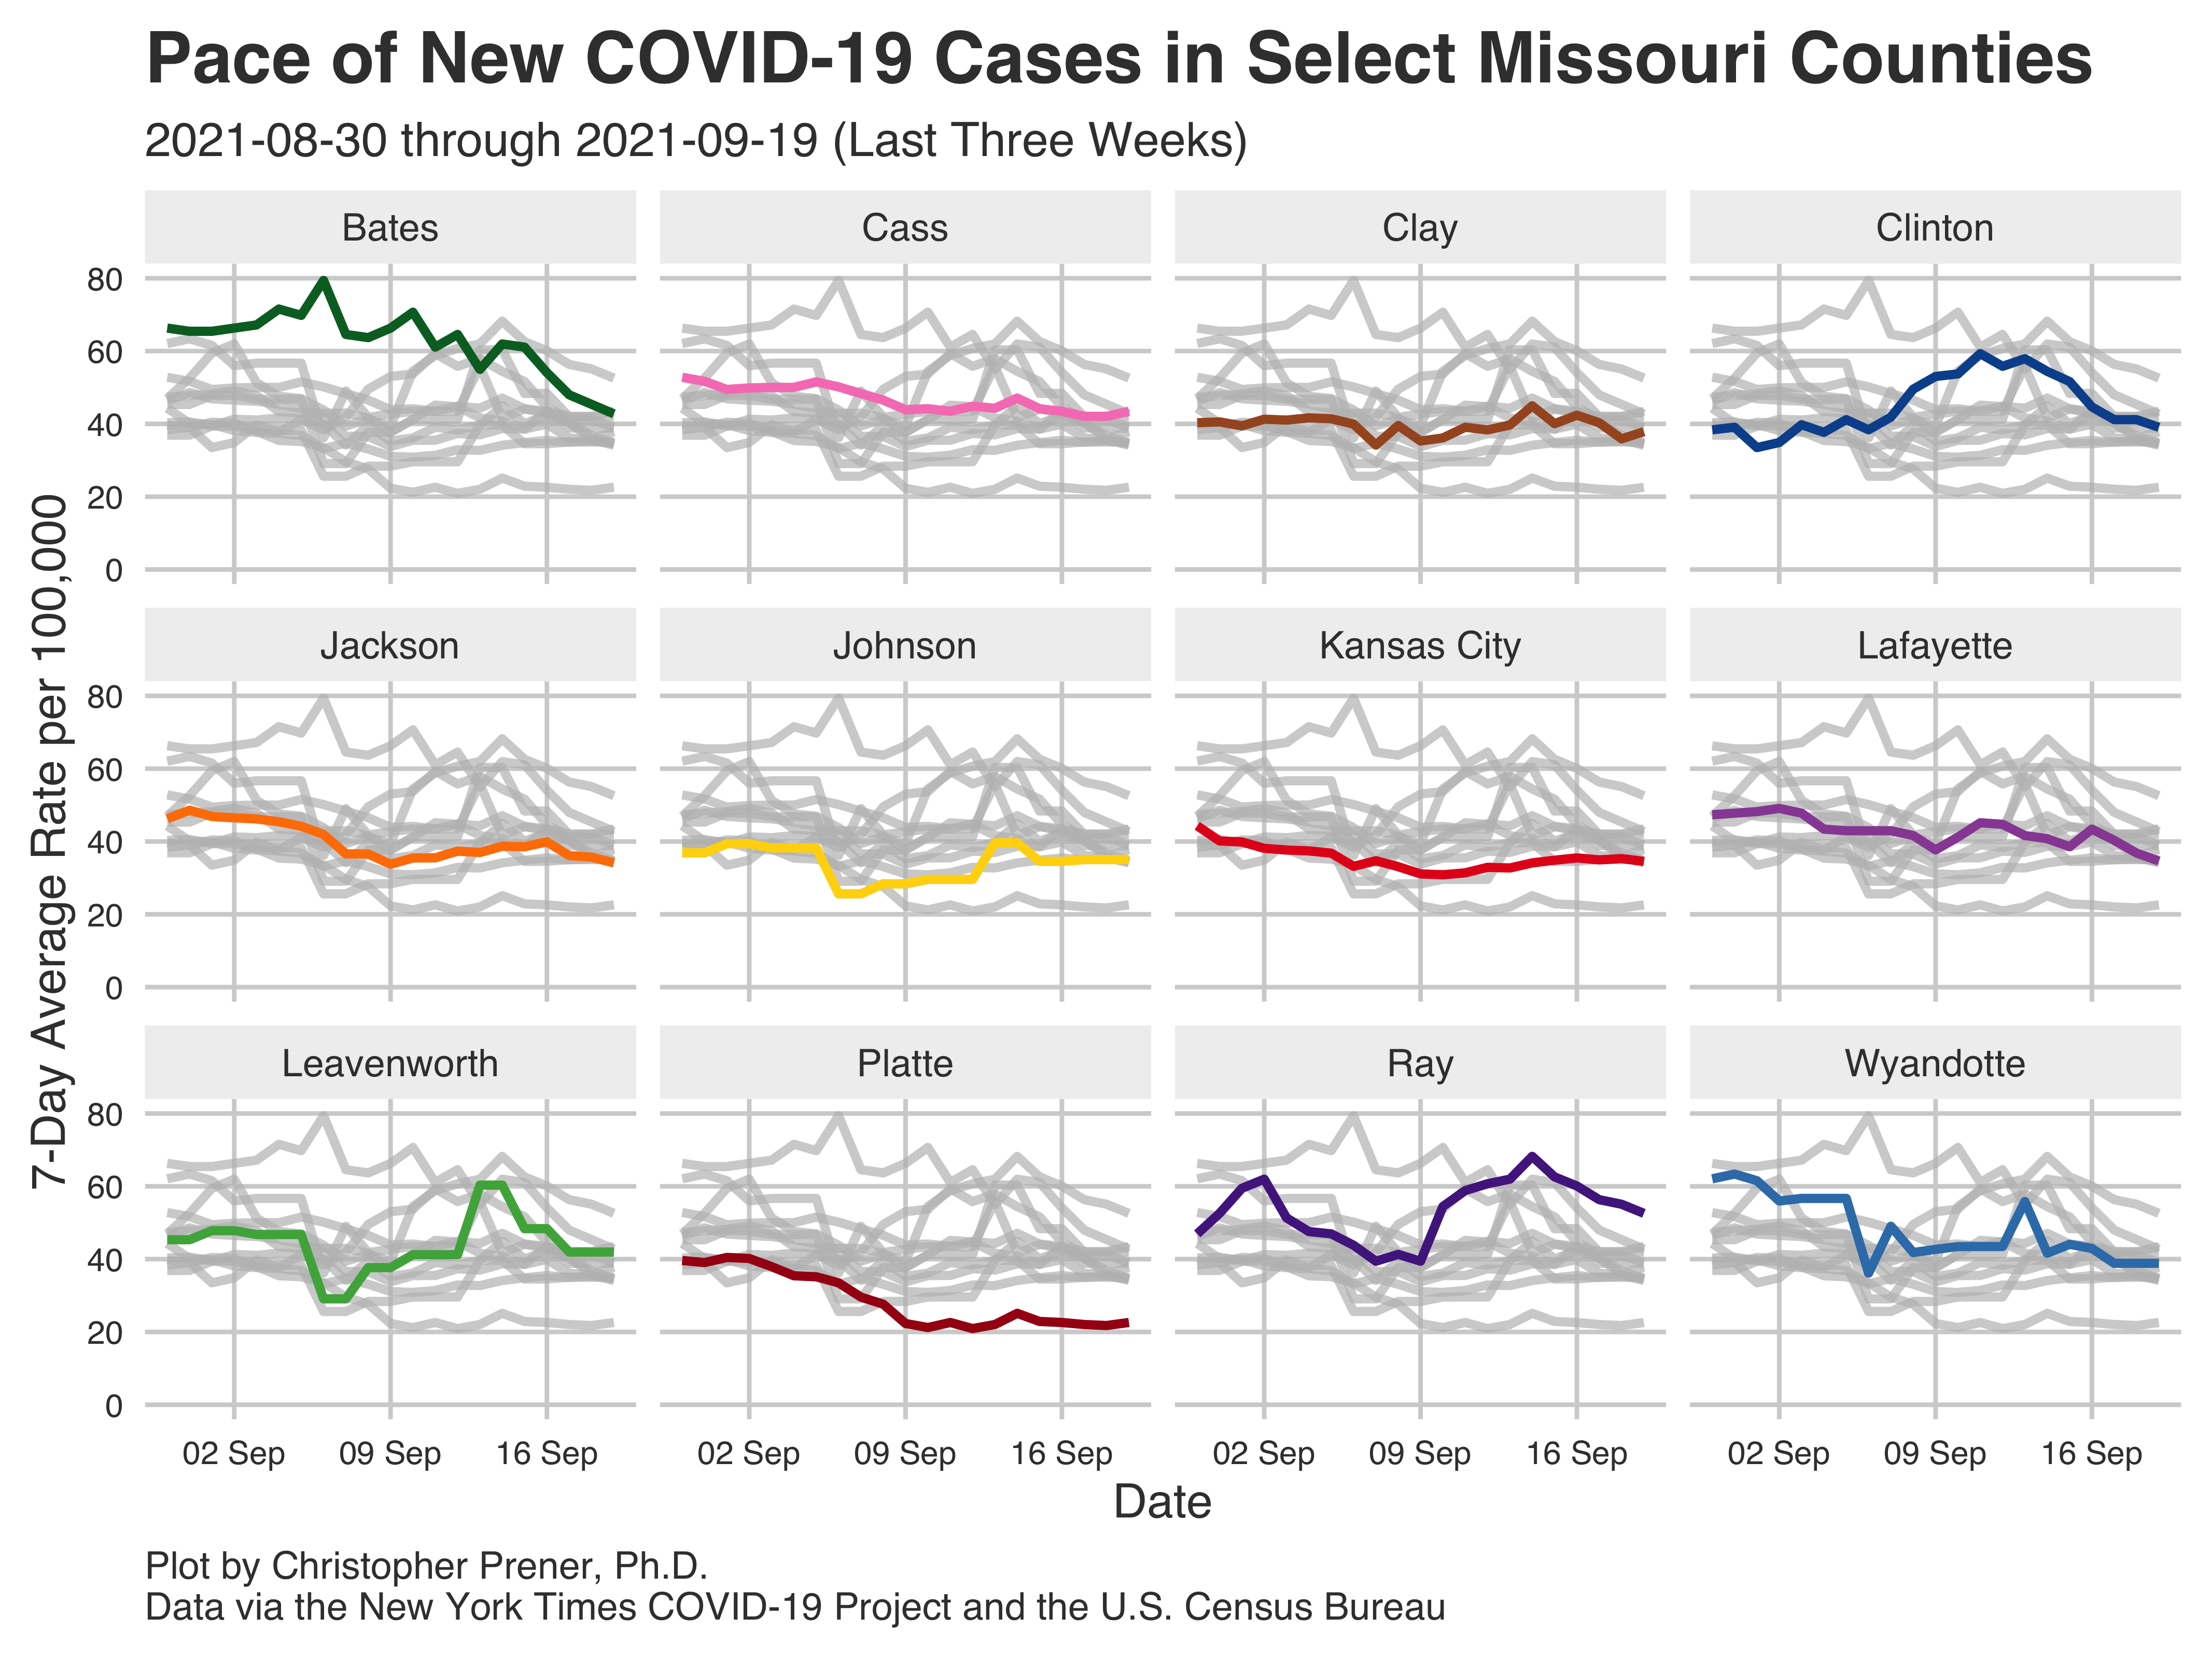 Pace of New COVID-19 Cases in Select Missouri Counties
2021-08-30 through 2021-09-19 (Last Three Weeks)
7-Day Average Rate per 100,000
Bates
Cass
Clay
Clinton
80
60
40
20
0
Jackson
Johnson
Kansas City
Lafayette
80
60
40
20
0
Leavenworth
Platte
Ray
Wyandotte
80
60
40
20
0
02 Sep 09 Sep 16 Sep
02 Sep 09 Sep 16 Sep
02 Sep 09 Sep 16 Sep
02 Sep 09 Sep 16 Sep
Date
Plot by Christopher Prener, Ph.D.
Data via the New York Times COVID-19 Project and the U.S. Census Bureau